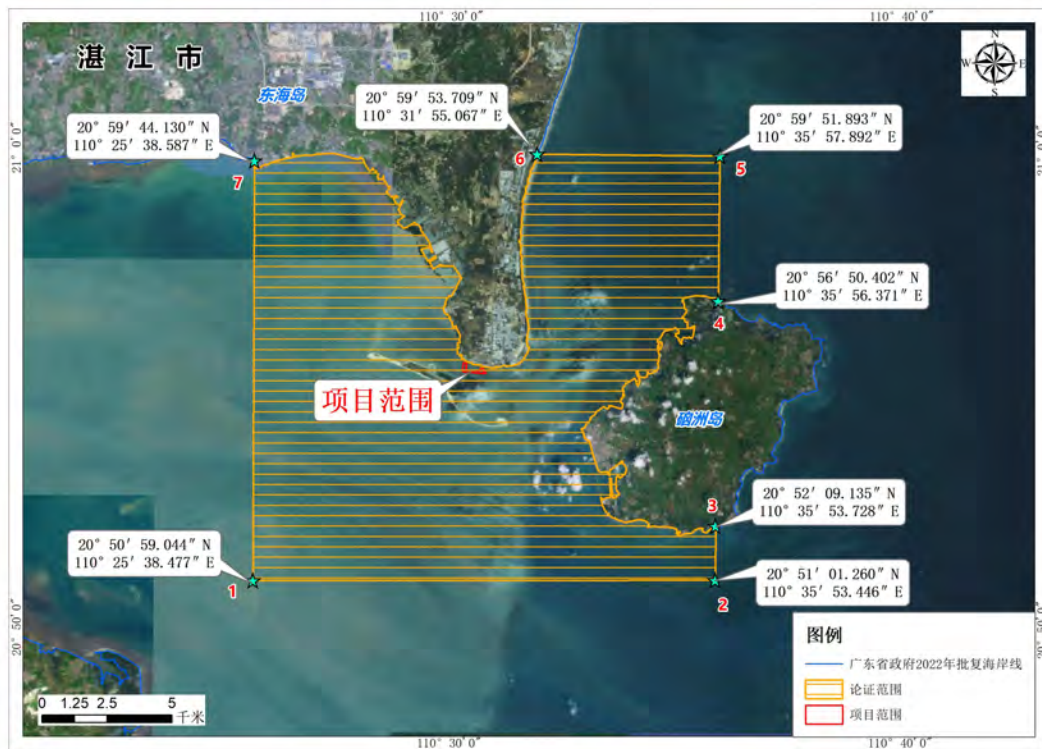 110° 30′ 0″
110° 40′ 0″
湛 江 市
N
W
E
S
东海岛
20° 59′ 53.709″ N
110° 31′ 55.067″ E
20° 59′ 44.130″ N
110° 25′ 38.587″ E
20° 59′ 51.893″ N
110° 35′ 57.892″ E
21° 0′ 0″
21° 0′ 0″
6
5
7
20° 56′ 50.402″ N
110° 35′ 56.371″ E
4
项目范围
硇洲岛
20° 52′ 09.135″ N
110° 35′ 53.728″ E
3
20° 50′ 59.044″ N
110° 25′ 38.477″ E
20° 51′ 01.260″ N
110° 35′ 53.446″ E
1
2
20° 50′ 0″
20° 50′ 0″
图例
广东省政府2022年批复海岸线
论证范围
项目范围
0 1.25 2.5 5
千米
110° 30′ 0″
110° 40′ 0″